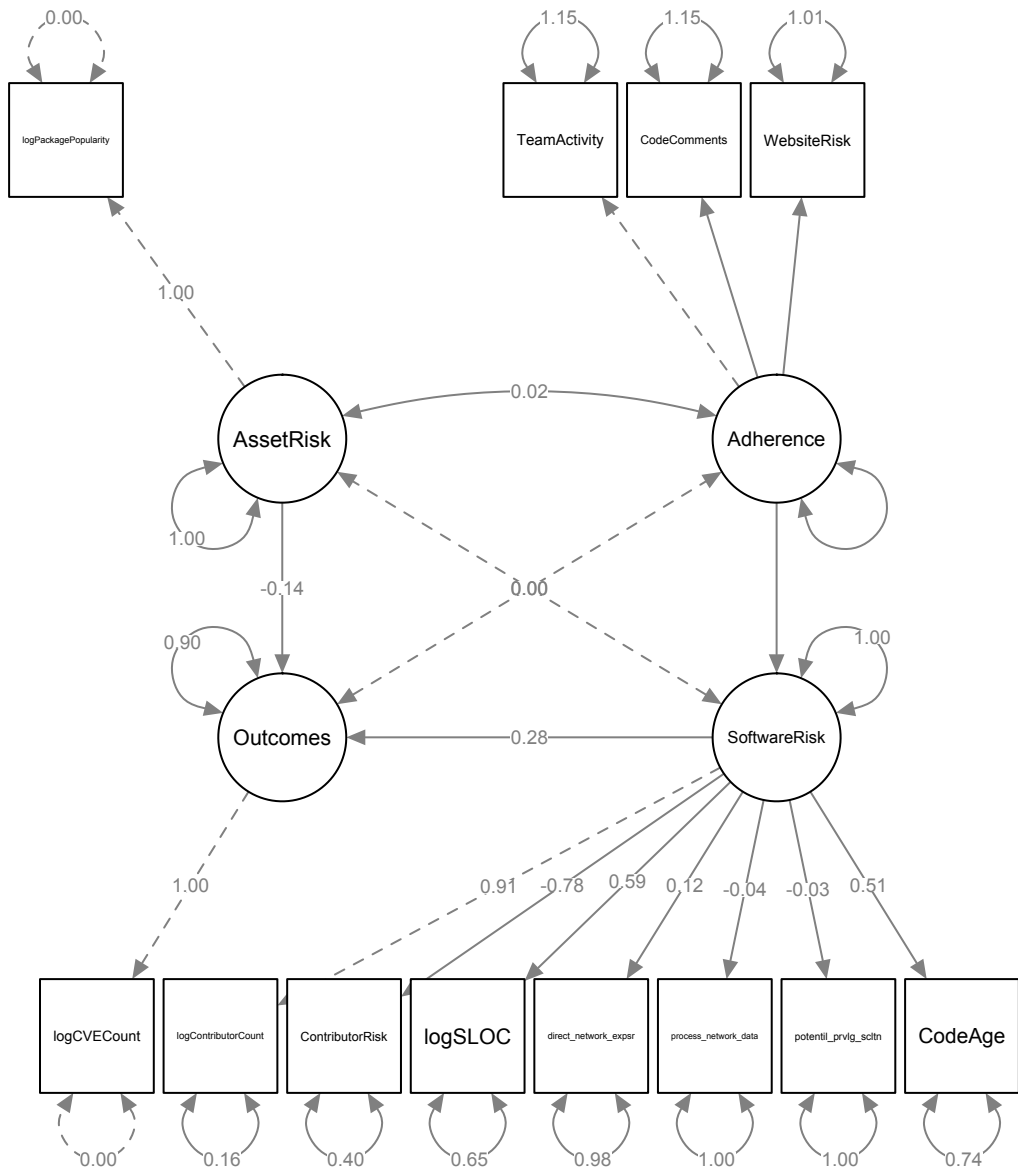 0.00
1.15
1.15
1.01
logPackagePopularity
TeamActivity
CodeComments
WebsiteRisk
1.00
0.02
AssetRisk
Adherence
1.00
-0.14
0.00
0.90
1.00
Outcomes
0.28
SoftwareRisk
1.00
0.91
-0.78
0.59
0.12
-0.04
-0.03
0.51
logCVECount
logContributorCount
ContributorRisk
logSLOC
direct_network_expsr
process_network_data
potentil_prvlg_scltn
CodeAge
0.00
0.16
0.40
0.65
0.98
1.00
1.00
0.74